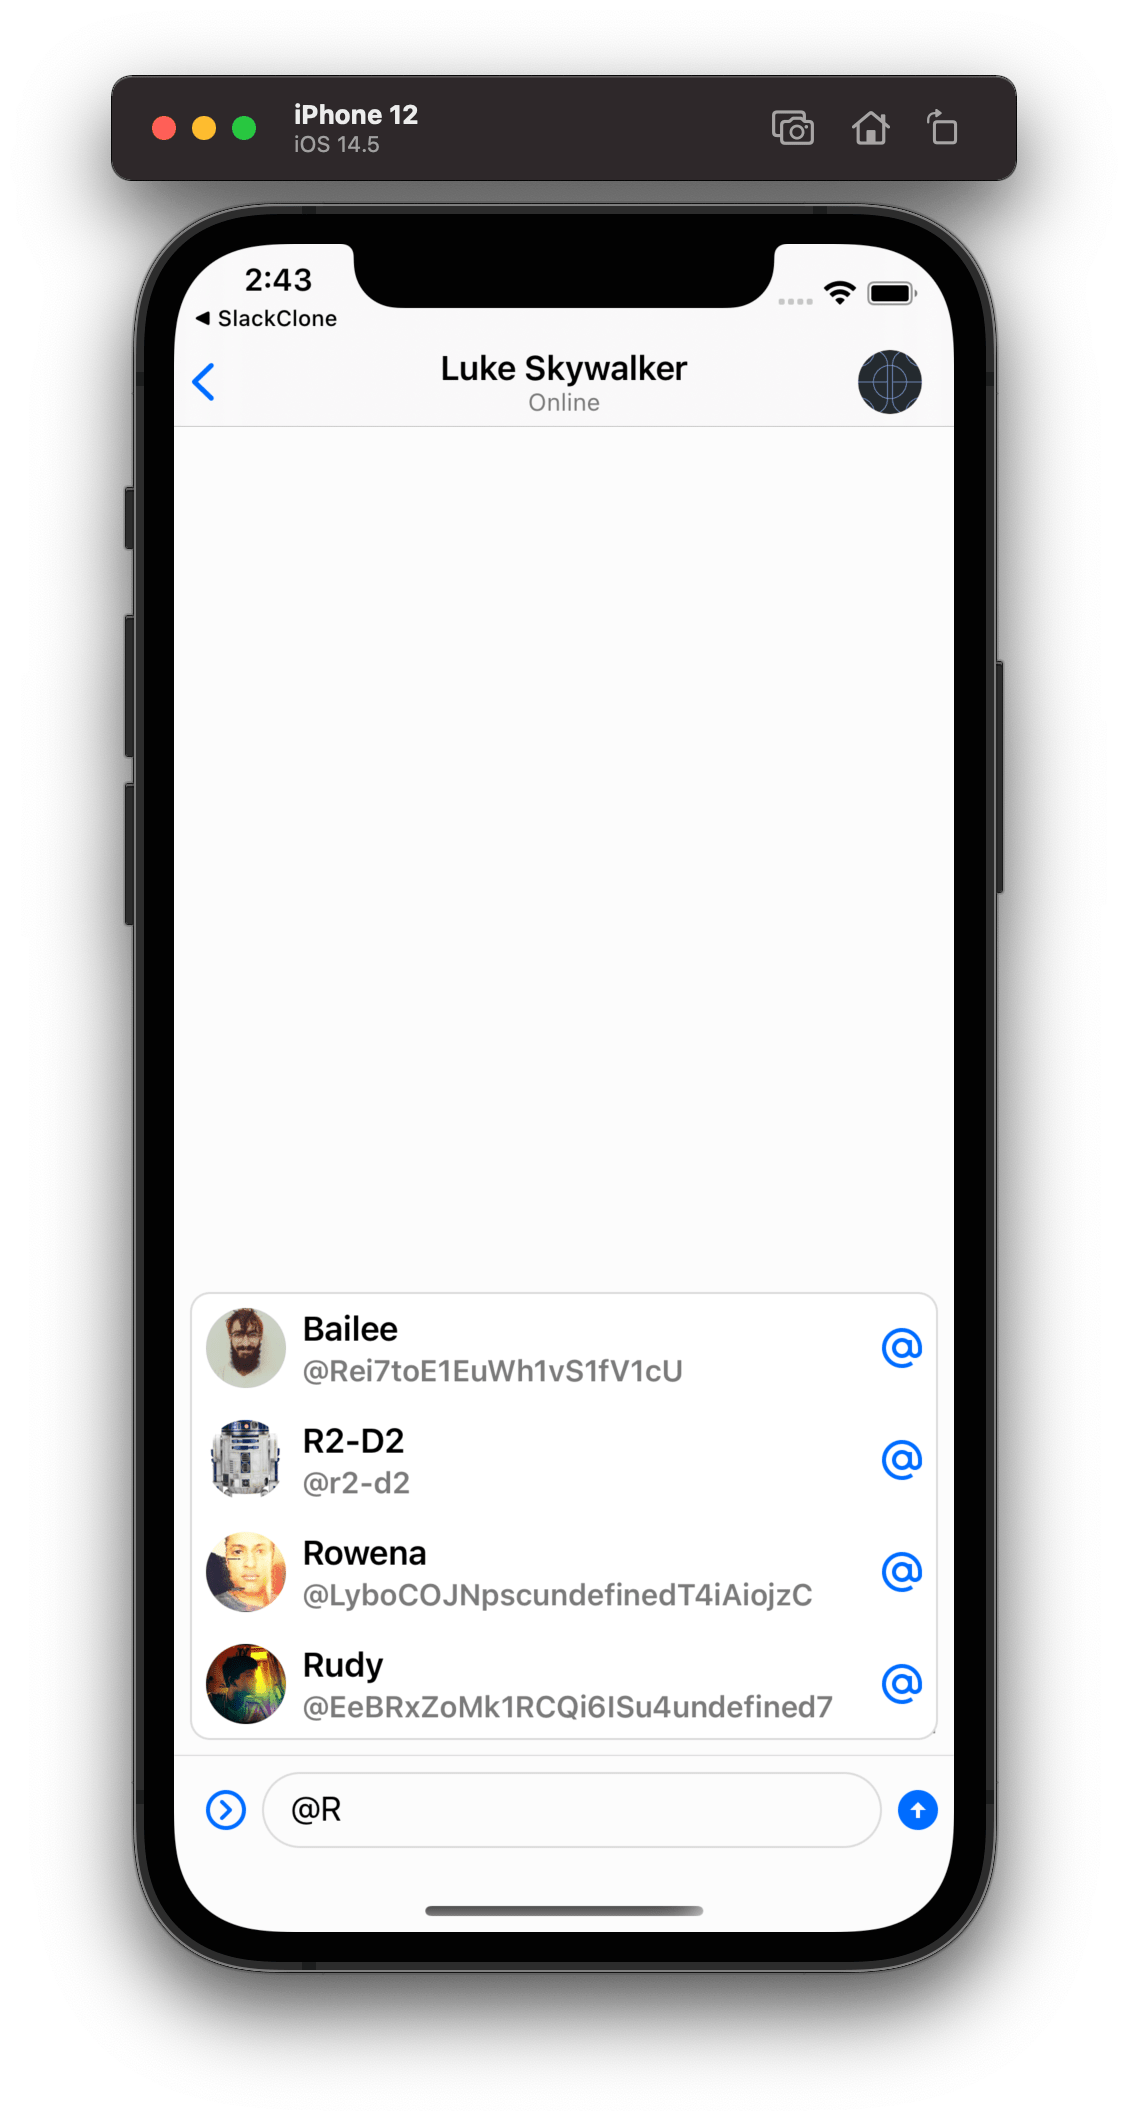 iPhone 12
iOS 14.5
2:43
◀ SlackClone
Luke Skywalker
Online
Bailee
@Rei7toE1EuWh1vS1fV1cU
R2-D2
@r2-d2
Rowena
@LyboCOJNpscundefinedT4iAiojzC
Rudy
@EeBRxZoMk1RCQi6ISu4undefined7
@R